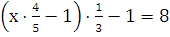 (x · 4/5 − 1) · 1/3 − 1 = 8